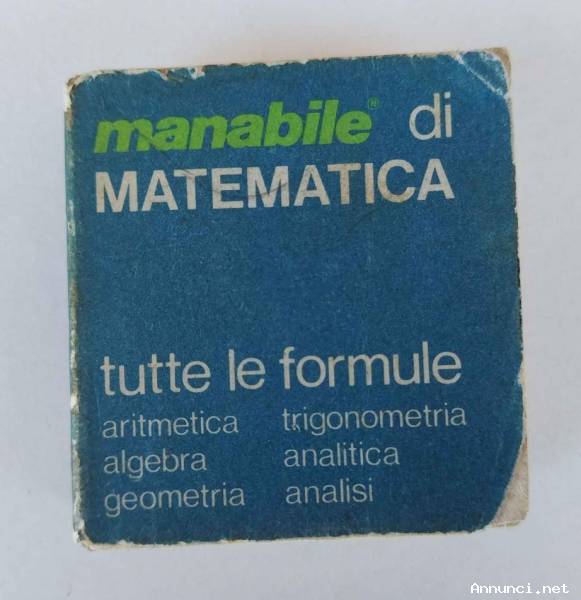 manabile® di
MATEMATICA
tutte le formule
aritmetica trigonometria
algebra analitica
geometria analisi
Annunci.net